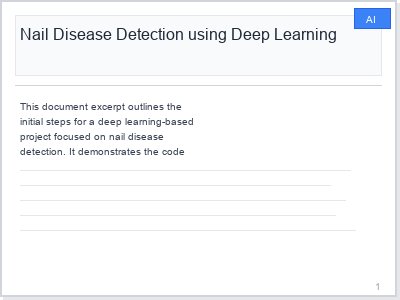 AI
Nail Disease Detection using Deep Learning
This document excerpt outlines the
initial steps for a deep learning-based
project focused on nail disease
detection. It demonstrates the code
1